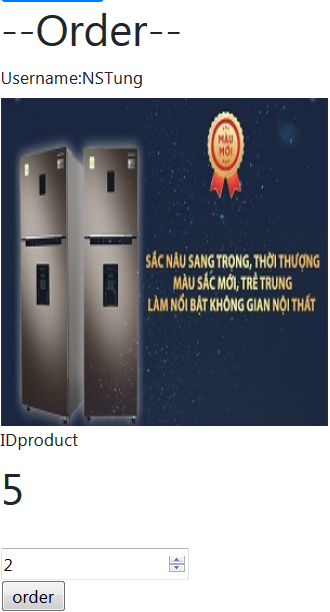 --Order--
Username:NSTung
MÀU
MỚI
SẮC NÂU SANG TRỌNG, THỜI THƯỢNG
MÀU SẮC MỚI, TRẺ TRUNG
LÀM NỔI BẬT KHÔNG GIAN NỘI THẤT
IDproduct
5
2
order